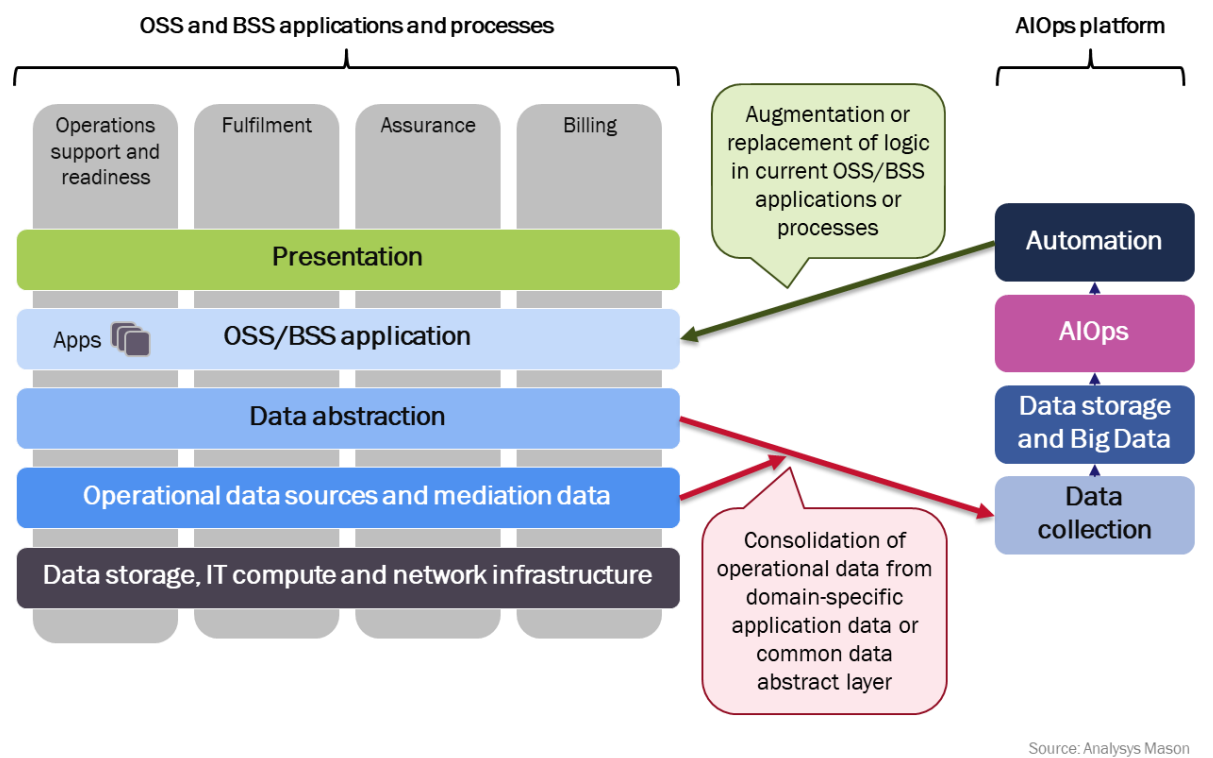 OSS and BSS applications and processes
AIOps platform
Operations
support and
readiness
Fulfilment
Assurance
Billing
Augmentation or
replacement of logic
in current OSS/BSS
applications or
processes
Presentation
Apps
OSS/BSS application
Data abstraction
Operational data sources and mediation data
Data storage, IT compute and network infrastructure
Automation
AIOps
Data storage
and Big Data
Data
collection
Consolidation of
operational data from
domain-specific
application data or
common data
abstract layer
Source: Analysys Mason